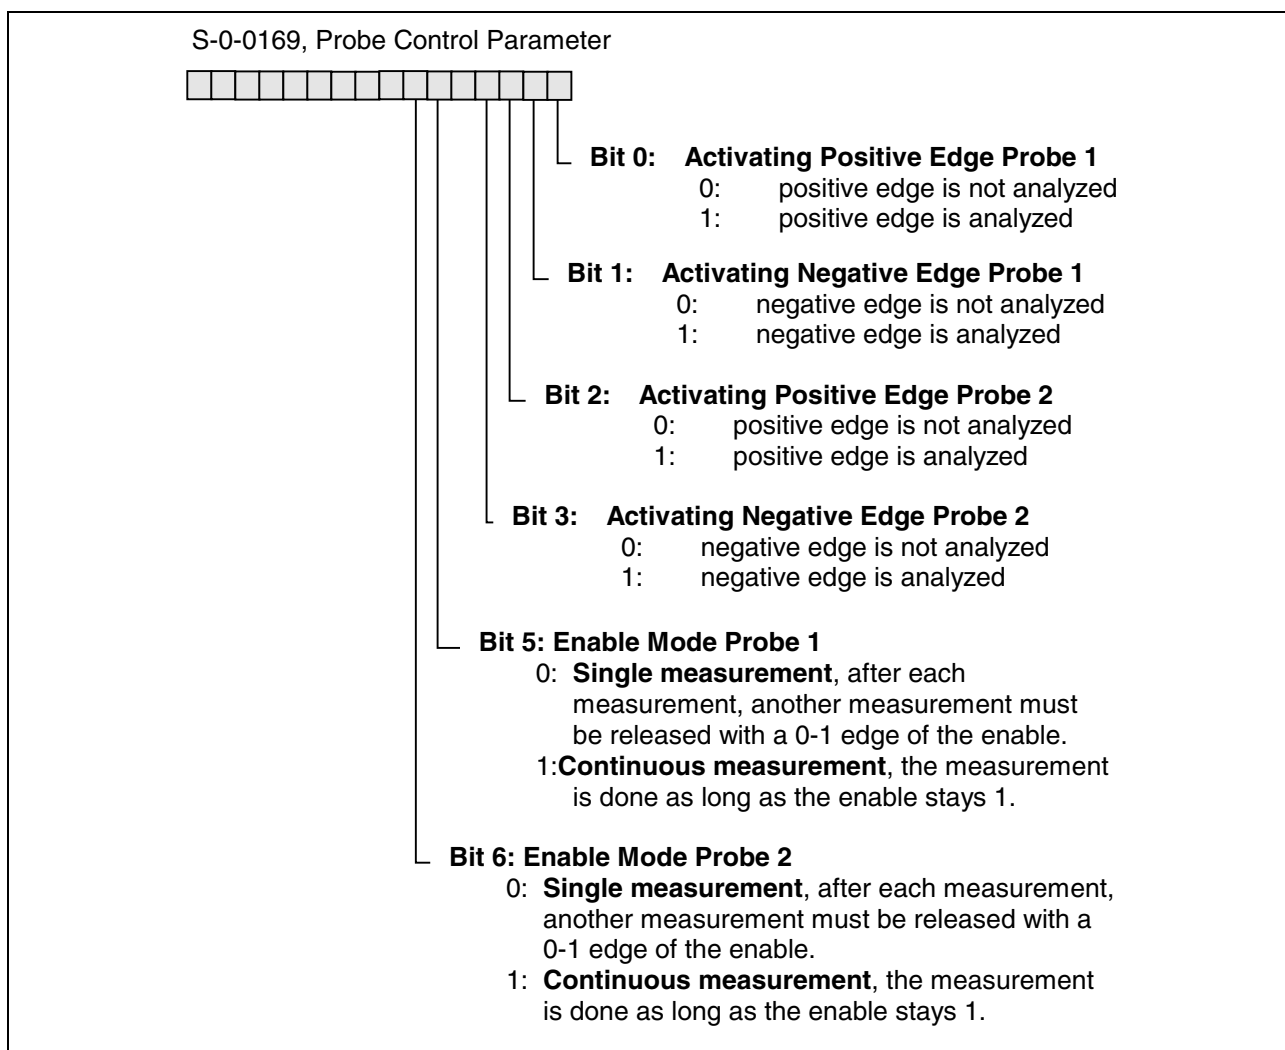 S-0-0169, Probe Control Parameter
Bit 0: Activating Positive Edge Probe 1
0: positive edge is not analyzed
1: positive edge is analyzed
Bit 1: Activating Negative Edge Probe 1
0: negative edge is not analyzed
1: negative edge is analyzed
Bit 2: Activating Positive Edge Probe 2
0: positive edge is not analyzed
1: positive edge is analyzed
Bit 3: Activating Negative Edge Probe 2
0: negative edge is not analyzed
1: negative edge is analyzed
Bit 5: Enable Mode Probe 1
0: Single measurement, after each
measurement, another measurement must
be released with a 0-1 edge of the enable.
1:Continuous measurement, the measurement
is done as long as the enable stays 1.
Bit 6: Enable Mode Probe 2
0: Single measurement, after each measurement,
another measurement must be released with a
0-1 edge of the enable.
1: Continuous measurement, the measurement
is done as long as the enable stays 1.